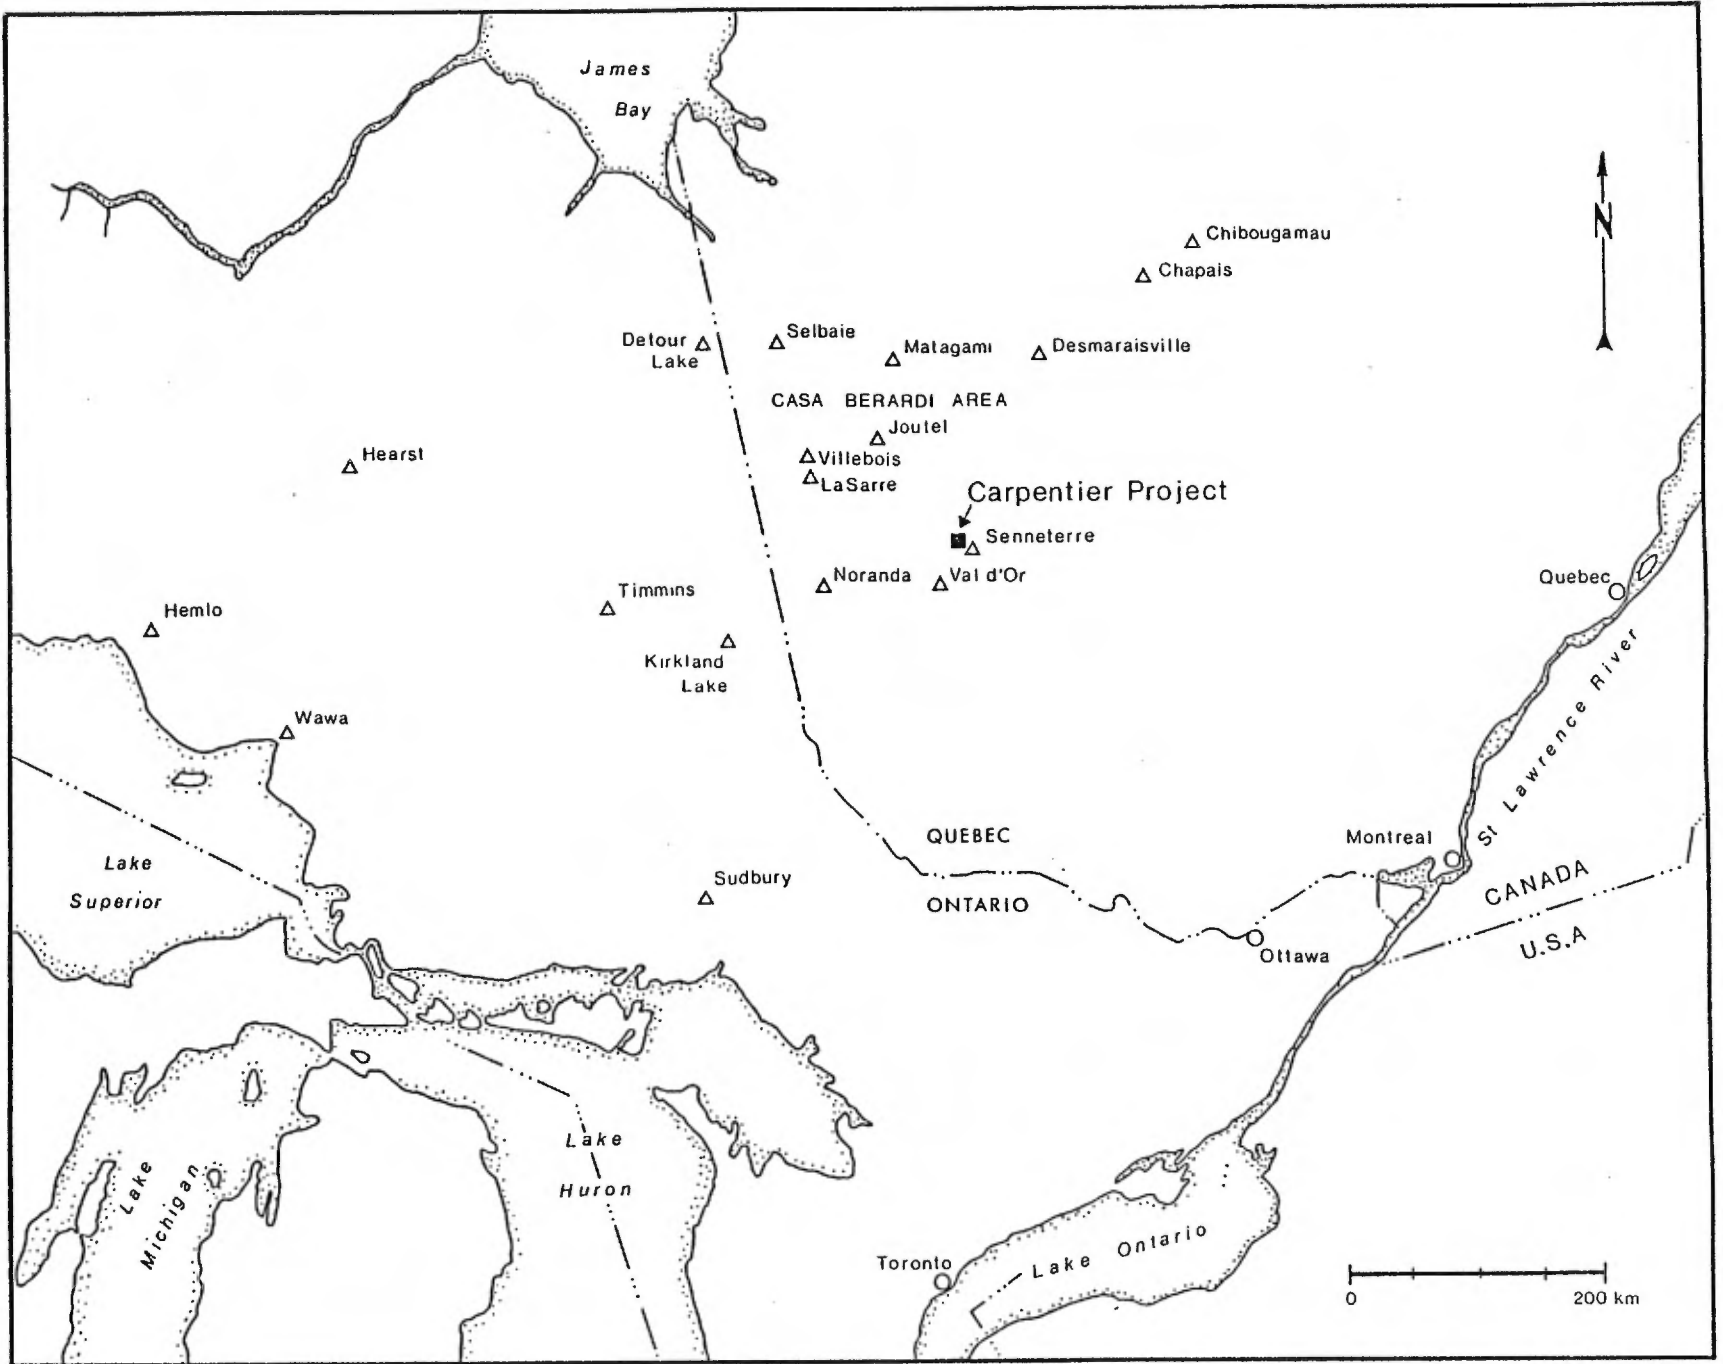 James
Bay
N
Chibougamau
Chapais
Detour
Lake
Selbaie
Matagami
Desmaraisville
CASA BERARDI AREA
Joutel
Hearst
Villebois
LaSarre
Carpentier Project
Senneterre
Noranda
Val d'Or
Quebec
Timmins
Hemlo
Kirkland
Lake
Wawa
St Lawrence River
QUEBEC
Montreal
Lake
Superior
Sudbury
ONTARIO
CANADA
U.S.A
Ottawa
Lake
Huron
Lake
Michigan
Toronto
Lake Ontario
0
200 km